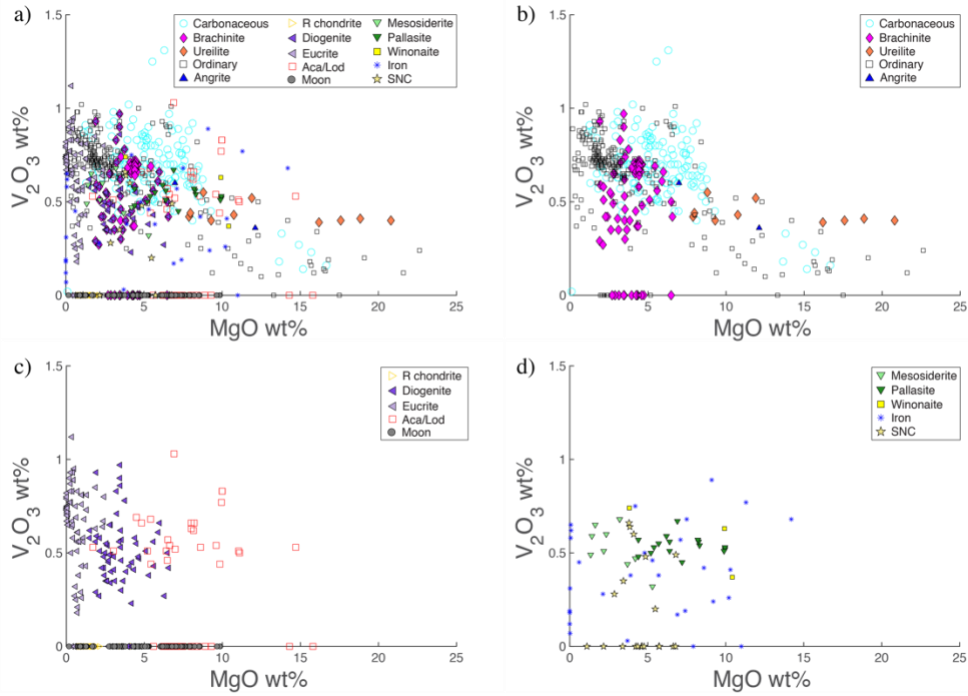 a)
1.5
1
0.5
0
V2O3 wt%
0 5 10 15 20 25
MgO wt%
Carbonaceous
Brachinite
Ureilite
Ordinary
Angrite
R chondrite
Diogenite
Eucrite
Aca/Lod
Moon
Mesosiderite
Pallasite
Winonaite
Iron
SNC
b)
1.5
1
0.5
0
V2O3 wt%
0 5 10 15 20 25
MgO wt%
Carbonaceous
Brachinite
Ureilite
Ordinary
Angrite
c)
1.5
1
0.5
0
V2O3 wt%
0 5 10 15 20 25
MgO wt%
R chondrite
Diogenite
Eucrite
Aca/Lod
Moon
d)
1.5
1
0.5
0
V2O3 wt%
0 5 10 15 20 25
MgO wt%
Mesosiderite
Pallasite
Winonaite
Iron
SNC